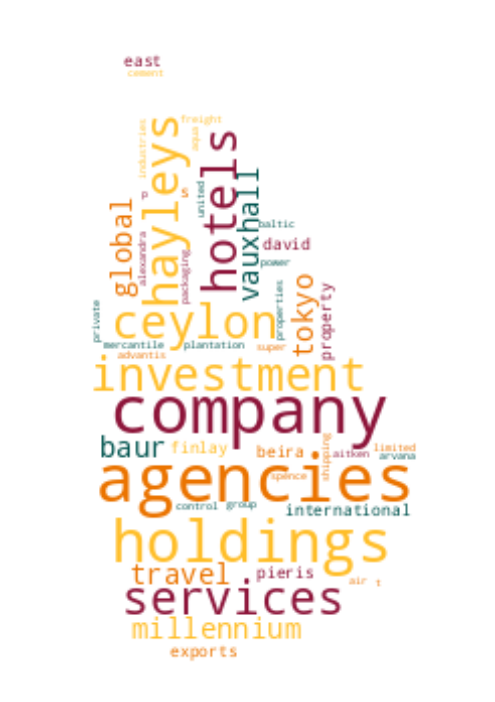 east
cement
freight
industries
hayleys
aqua
hotels
p
s
united
vauxhall
global
alexandra
packaging
baltic
david
power
tokyo
property
properties
private
ceylon
mercantile
plantation
super
advantis
investment
company
baur
finlay
beira
shipping
aitken
limited
arvana
agencies
spence
control
group
international
holdings
travel
pieris
air
t
services
millennium
exports